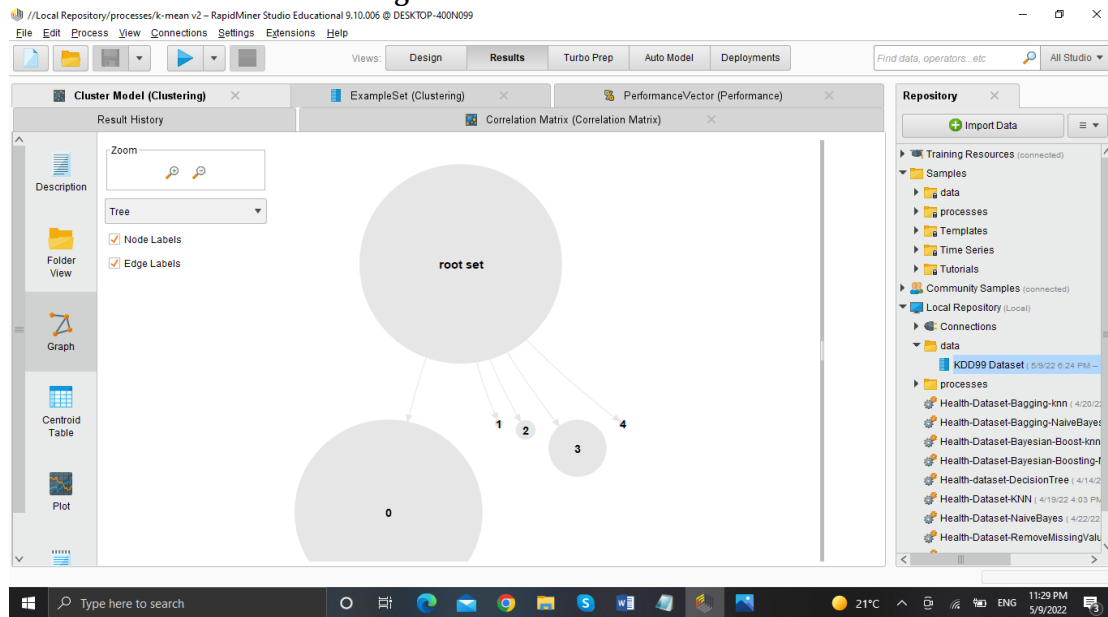 //Local Repository/processes/k-mean v2 – RapidMiner Studio Educational 9.10.006 @ DESKTOP-400N099
File Edit Process View Connections Settings Extensions Help
Views: Design Results Turbo Prep Auto Model Deployments
Find data, operators...etc
All Studio
Cluster Model (Clustering)
ExampleSet (Clustering)
PerformanceVector (Performance)
Result History
Correlation Matrix (Correlation Matrix)
Description
Folder
View
Graph
Centroid
Table
Plot
Zoom
Tree
Node Labels
Edge Labels
root set
1
2
3
4
0
Repository
Import Data
Training Resources (connected)
Samples
data
processes
Templates
Time Series
Tutorials
Community Samples (connected)
Local Repository (Local)
Connections
data
KDD99 Dataset ( 5/9/22 6:24 PM –
processes
Health-Dataset-Bagging-knn ( 4/20/2
Health-Dataset-Bagging-NaiveBayes
Health-Dataset-Bayesian-Boost-knn
Health-Dataset-Bayesian-Boosting-
Health-dataset-DecisionTree ( 4/14/2
Health-Dataset-KNN ( 4/19/22 4:03 PM
Health-Dataset-NaiveBayes ( 4/22/22
Health-Dataset-RemoveMissingValu
Type here to search
21°C
ENG
11:29 PM
5/9/2022
3